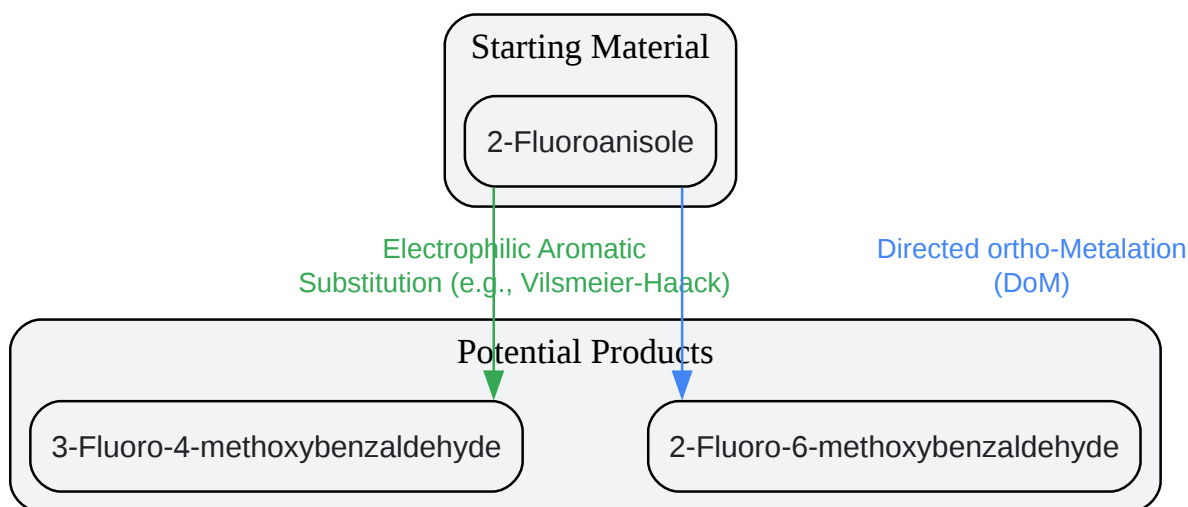 Starting Material
2-Fluoroanisole
Electrophilic Aromatic
Substitution (e.g., Vilsmeier-Haack)
Directed ortho-Metalation
(DoM)
Potential Products
3-Fluoro-4-methoxybenzaldehyde
2-Fluoro-6-methoxybenzaldehyde